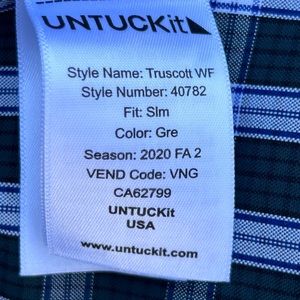 UNTUCKit
Style Name: Truscott WF
Style Number: 40782
Fit: Slm
Color: Gre
Season: 2020 FA 2
VEND Code: VNG
CA62799
UNTUCKit
USA
www.untuckit.com